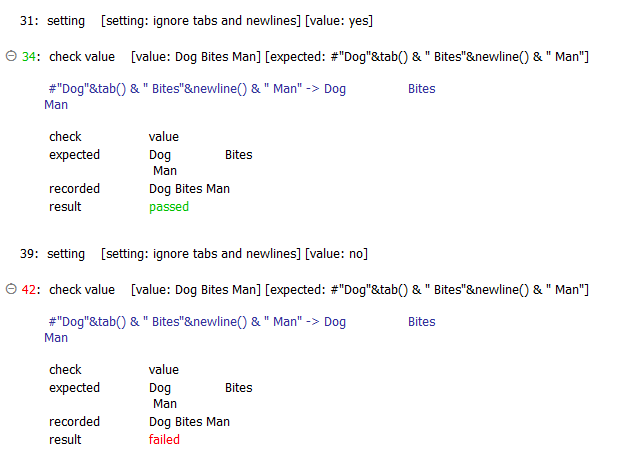 31: setting [setting: ignore tabs and newlines] [value: yes]
34: check value [value: Dog Bites Man] [expected: #"Dog"&tab() & " Bites"&newline() & " Man"]
#"Dog"&tab() & " Bites"&newline() & " Man" -> Dog Bites
Man
check value
expected Dog Bites
Man
recorded Dog Bites Man
result passed
39: setting [setting: ignore tabs and newlines] [value: no]
42: check value [value: Dog Bites Man] [expected: #"Dog"&tab() & " Bites"&newline() & " Man"]
#"Dog"&tab() & " Bites"&newline() & " Man" -> Dog Bites
Man
check value
expected Dog Bites
Man
recorded Dog Bites Man
result failed